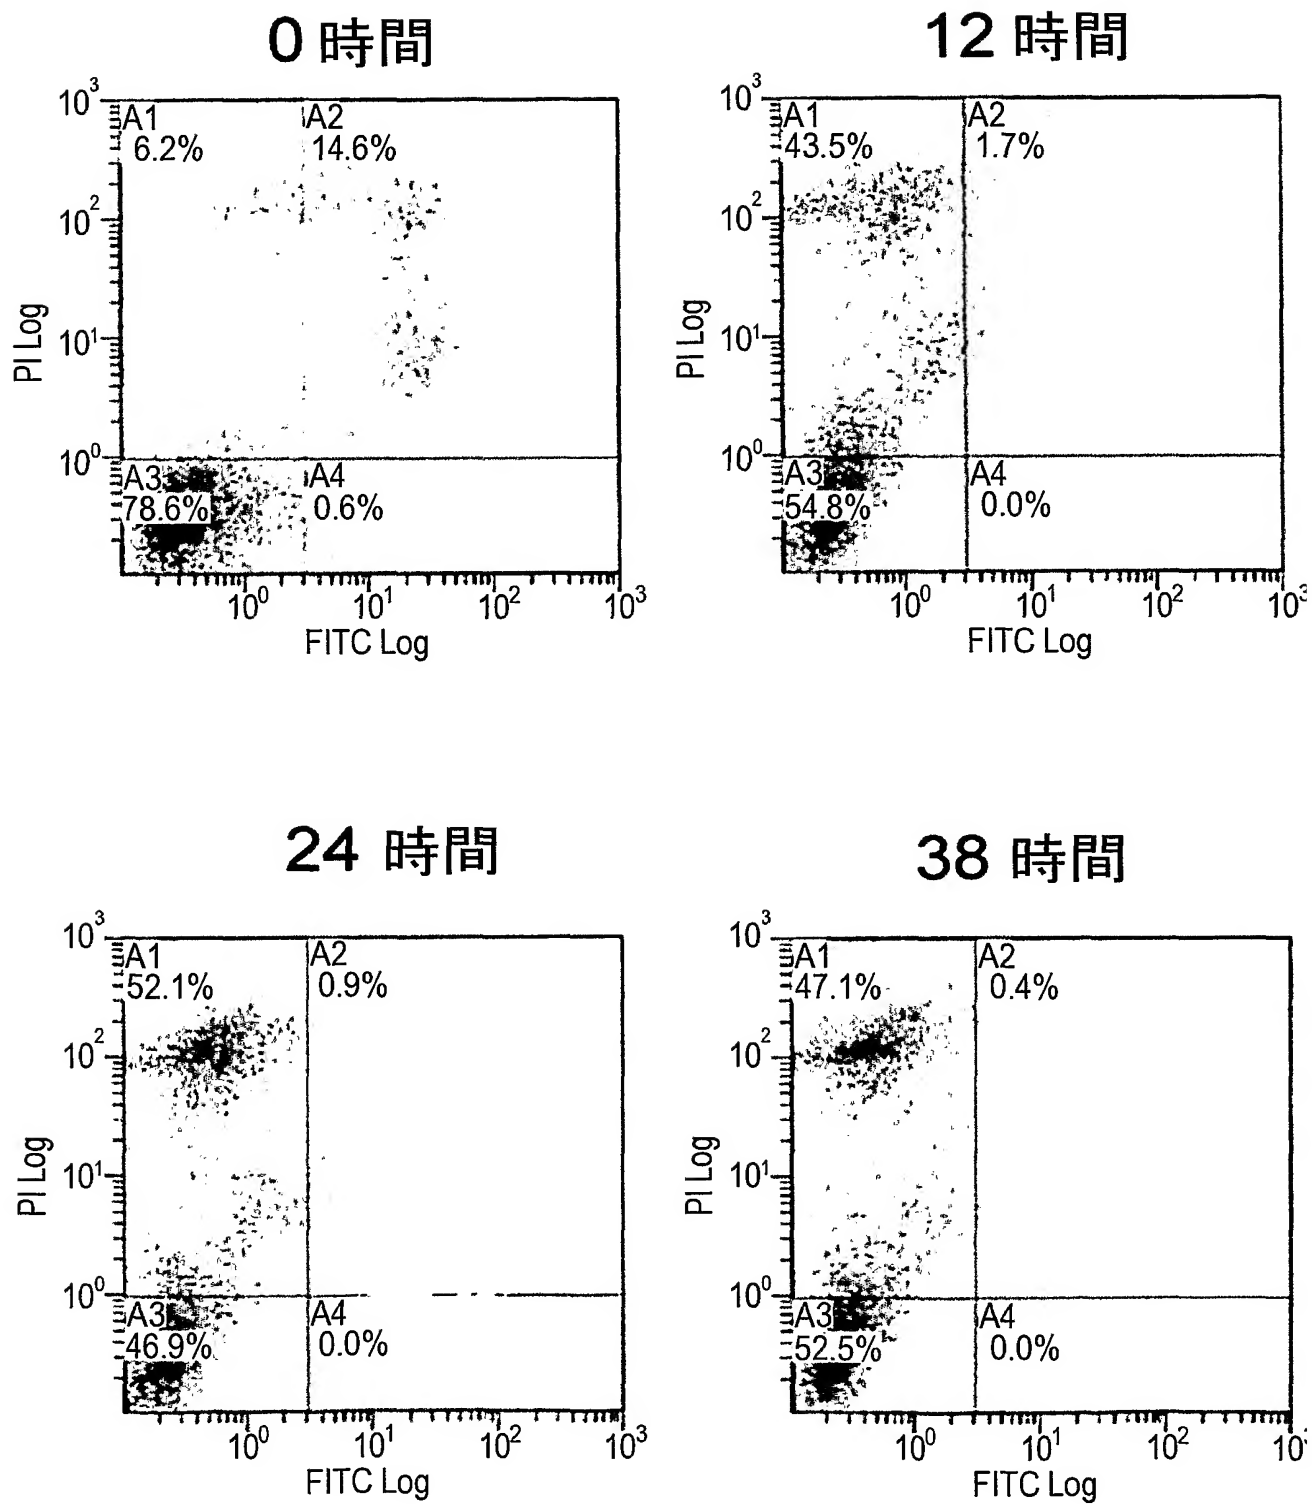 0 時間
10³
A1
A2
6.2%
14.6%
10²
PI Log
10¹
10⁰
A3
A4
78.6%
0.6%
10⁰
10¹
10²
10³
FITC Log
12 時間
10³
A1
A2
43.5%
1.7%
10²
PI Log
10¹
10⁰
A3
A4
54.8%
0.0%
10⁰
10¹
10²
10³
FITC Log
24 時間
10³
A1
A2
52.1%
0.9%
10²
PI Log
10¹
10⁰
A3
A4
46.9%
0.0%
10⁰
10¹
10²
10³
FITC Log
38 時間
10³
A1
A2
47.1%
0.4%
10²
PI Log
10¹
10⁰
A3
A4
52.5%
0.0%
10⁰
10¹
10²
FITC Log